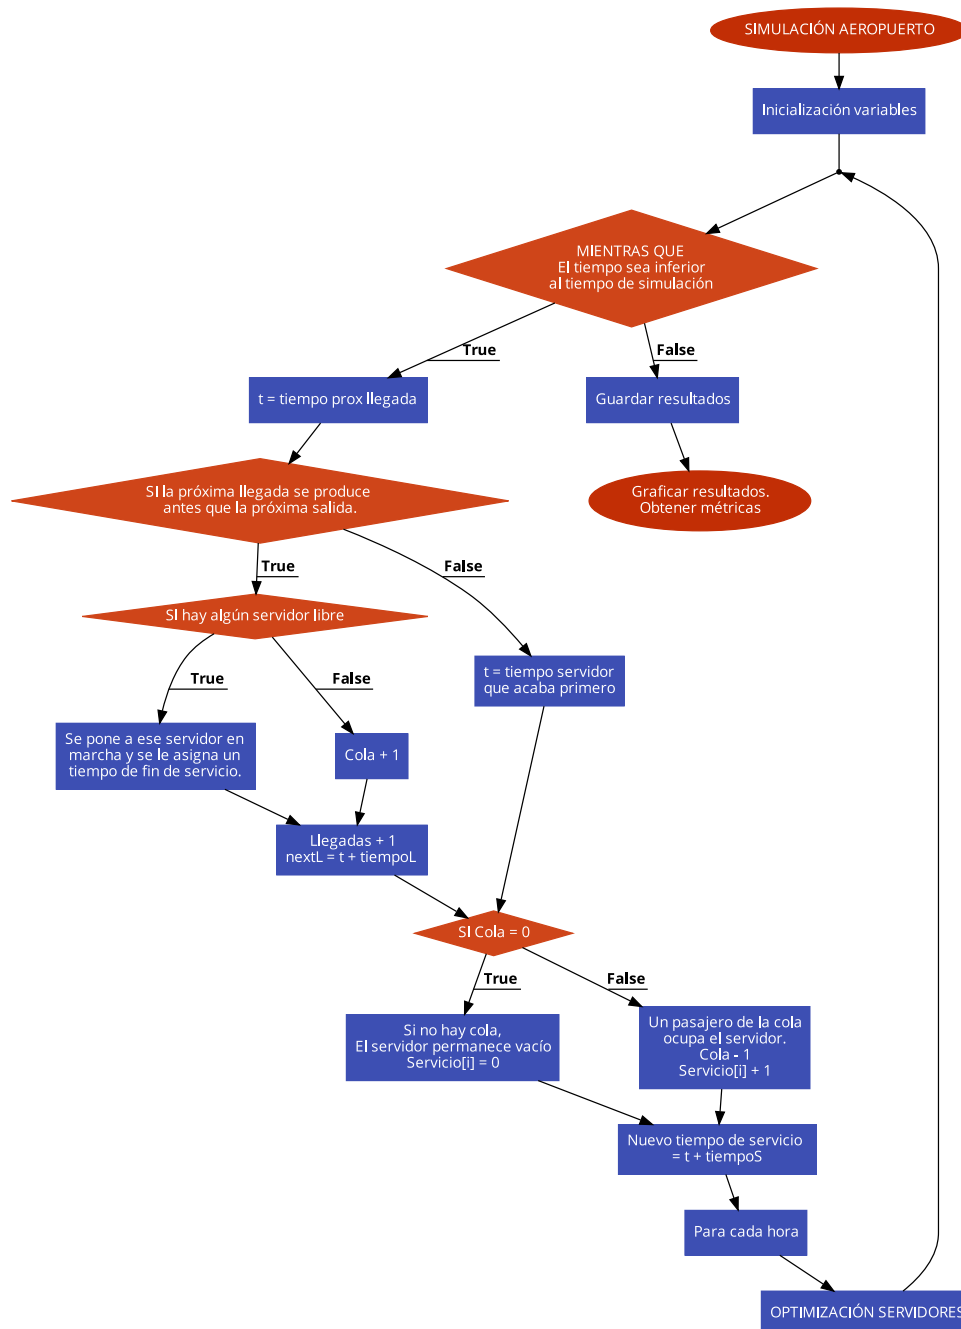 SIMULACIÓN AEROPUERTO
Inicialización variables
MIENTRAS QUE
El tiempo sea inferior
al tiempo de simulación
True
False
t = tiempo prox llegada
Guardar resultados
SI la próxima llegada se produce
antes que la próxima salida.
Graficar resultados.
Obtener métricas
True
False
SI hay algún servidor libre
True
False
t = tiempo servidor
que acaba primero
Se pone a ese servidor en
marcha y se le asigna un
tiempo de fin de servicio.
Cola + 1
Llegadas + 1
nextL = t + tiempoL
SI Cola = 0
True
False
Si no hay cola,
El servidor permanece vacío
Servicio[i] = 0
Un pasajero de la cola
ocupa el servidor.
Cola - 1
Servicio[i] + 1
Nuevo tiempo de servicio
= t + tiempoS
Para cada hora
OPTIMIZACIÓN SERVIDORES